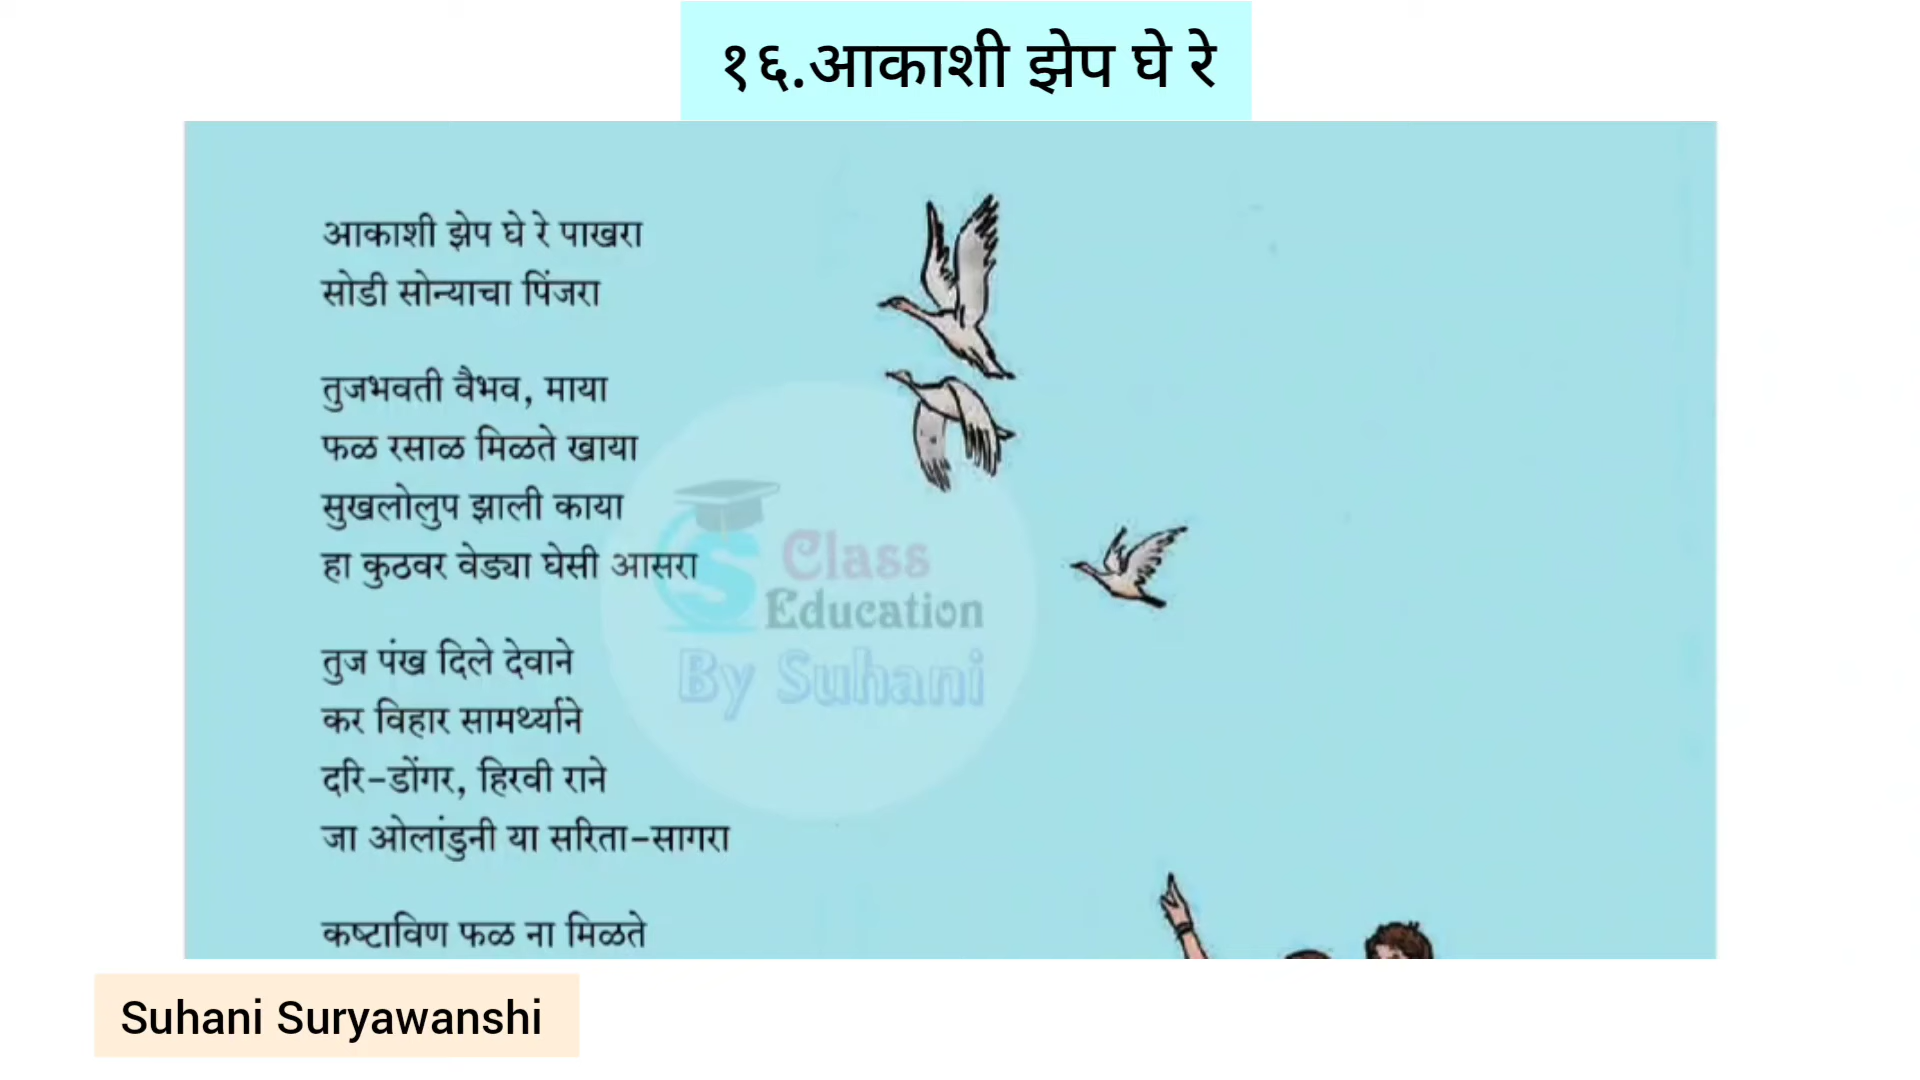 १६.आकाशी झेप घे रे
आकाशी झेप घे रे पाखरा
सोडी सोन्याचा पिंजरा
तुजभवती वैभव, माया
फळ रसाळ मिळते खाया
सुखलोलुप झाली काया
हा कुठवर वेड्या घेसी आसरा
तुज पंख दिले देवाने
कर विहार सामर्थ्याने
दरि-डोंगर, हिरवी राने
जा ओलांडुनी या सरिता-सागरा
कष्टाविण फळ ना मिळते
S Class
Education
By Suhani
Suhani Suryawanshi